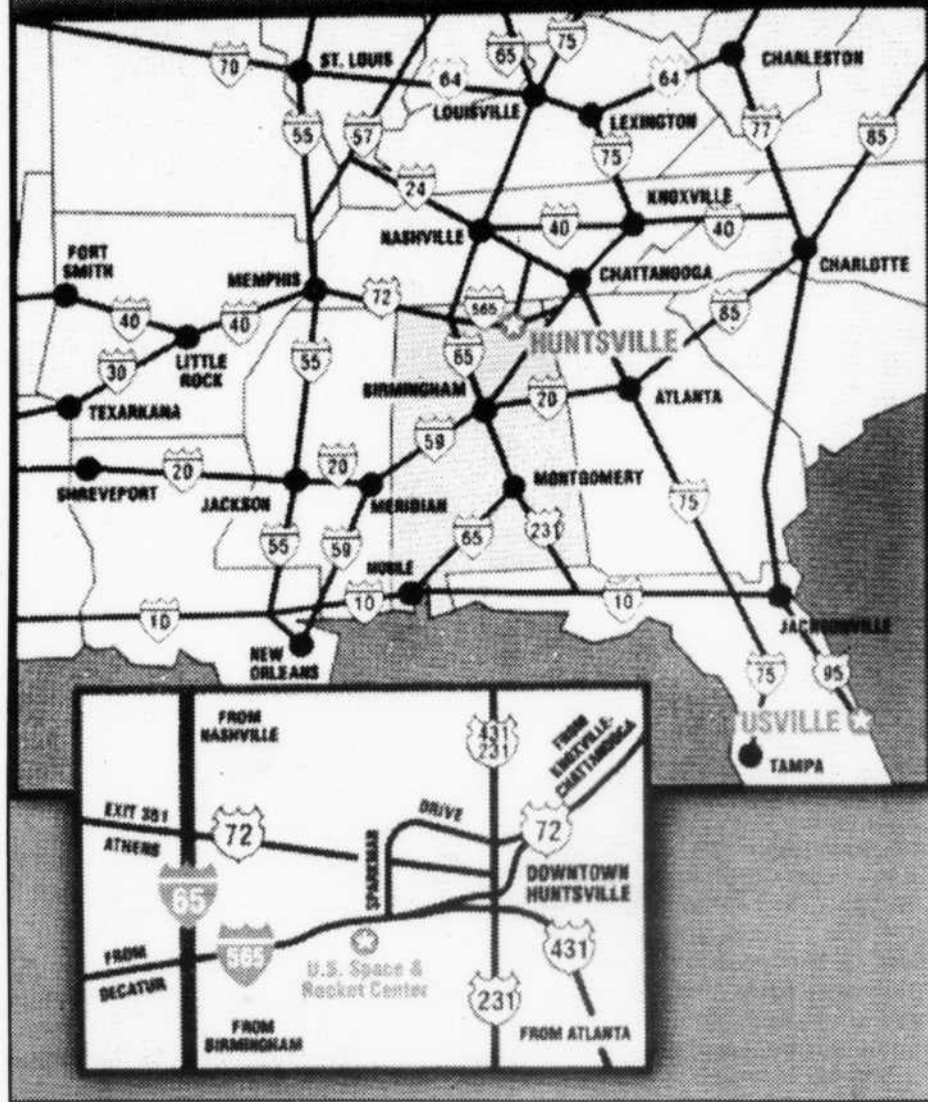 65
75
70
ST. LOUIS
64
64
CHARLESTON
LOUISVILLE
LEXINGTON
55
57
77
85
75
24
KNOXVILLE
NASHVILLE
40
40
FORT
SMITH
MEMPHIS
72
CHATTANOOGA
CHARLOTTE
565
85
40
40
HUNTSVILLE
LITTLE
ROCK
55
65
30
BIRMINGHAM
20
ATLANTA
TEXARKANA
59
20
20
MONTGOMERY
SHREVEPORT
JACKSON
MERIDIAN
75
55
59
65
231
MOBILE
10
10
10
JACKSONVILLE
NEW
ORLEANS
75
95
TUSVILLE
TAMPA
FROM
NASHVILLE
431
231
FROM
KNOXVILLE-
CHATTANOOGA
EXIT 351
ATHENS
72
SPARKMAN
DRIVE
72
DOWNTOWN
HUNTSVILLE
65
FROM
DECATUR
565
U.S. Space &
Rocket Center
431
231
FROM
BIRMINGHAM
FROM ATLANTA